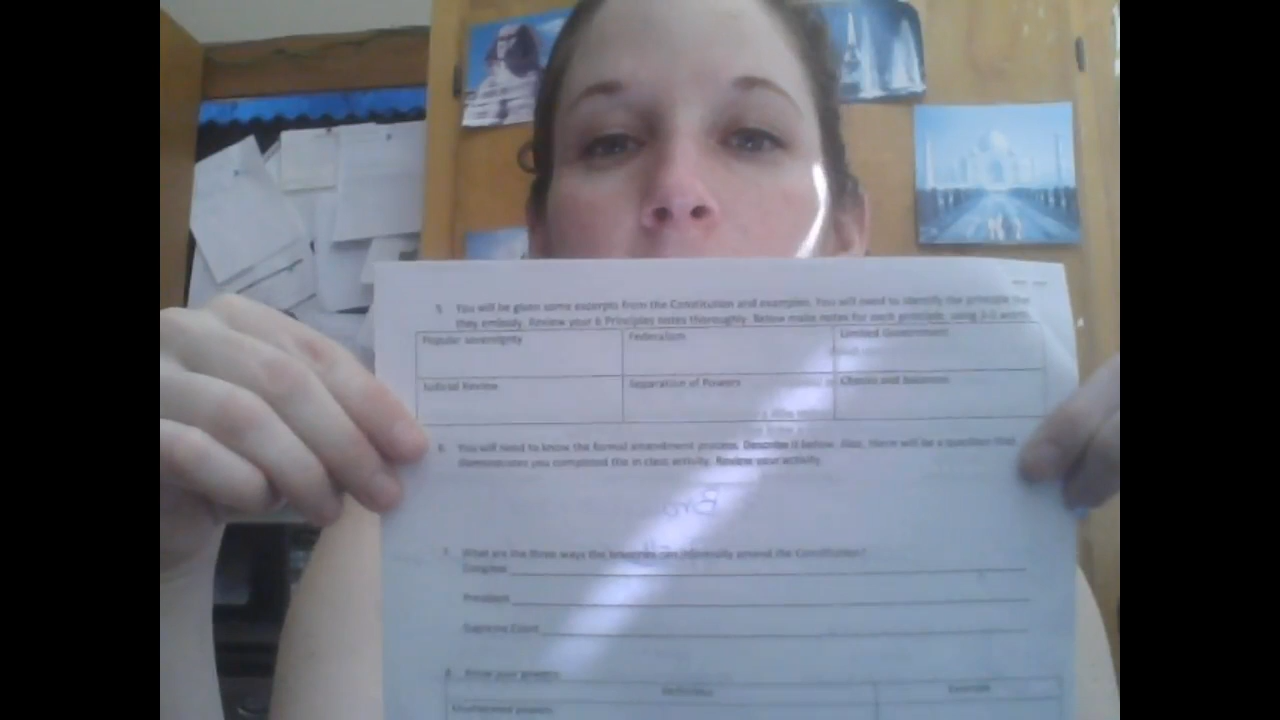 5. You will be given some excerpts from the Constitution and examples. You will need to identify the principle
they embody. Review your 6 Principles notes thoroughly. Below make notes for each principle, using 3-5 words
Popular sovereignty Federalism Limited Government
Judicial Review Separation of Powers Checks and balances
6. You will need to know the formal amendment process. Describe it below. Also, there will be a question that
demonstrates you completed the in class activity. Review your activity.
7. What are the three ways the branches can informally amend the Constitution?
Congress
President
Supreme Court
8. Know your powers
Definition Example